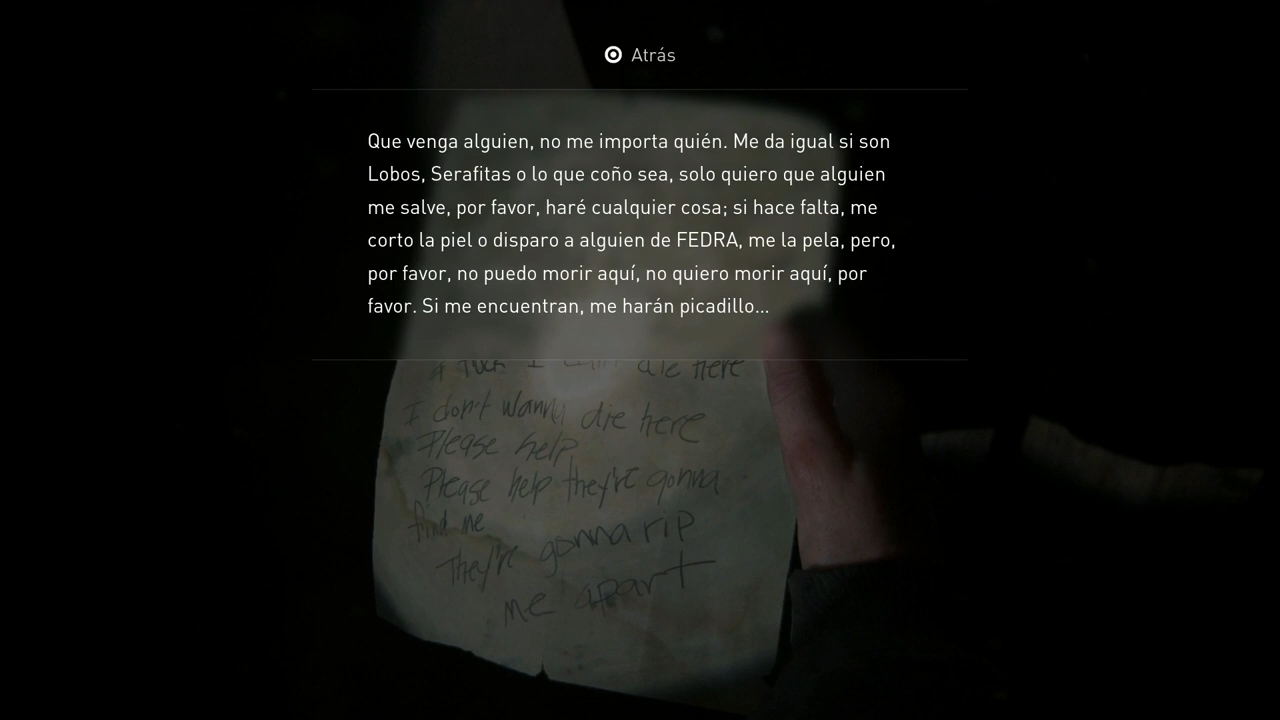 Atrás
Que venga alguien, no me importa quién. Me da igual si son
Lobos, Serafitas o lo que coño sea, solo quiero que alguien
me salve, por favor, haré cualquier cosa; si hace falta, me
corto la piel o disparo a alguien de FEDRA, me la pela, pero,
por favor, no puedo morir aquí, no quiero morir aquí, por
favor. Si me encuentran, me harán picadillo...
I die here
I don't wanna die here
Please help
Please help they're gonna
find me
They're gonna rip
me apart